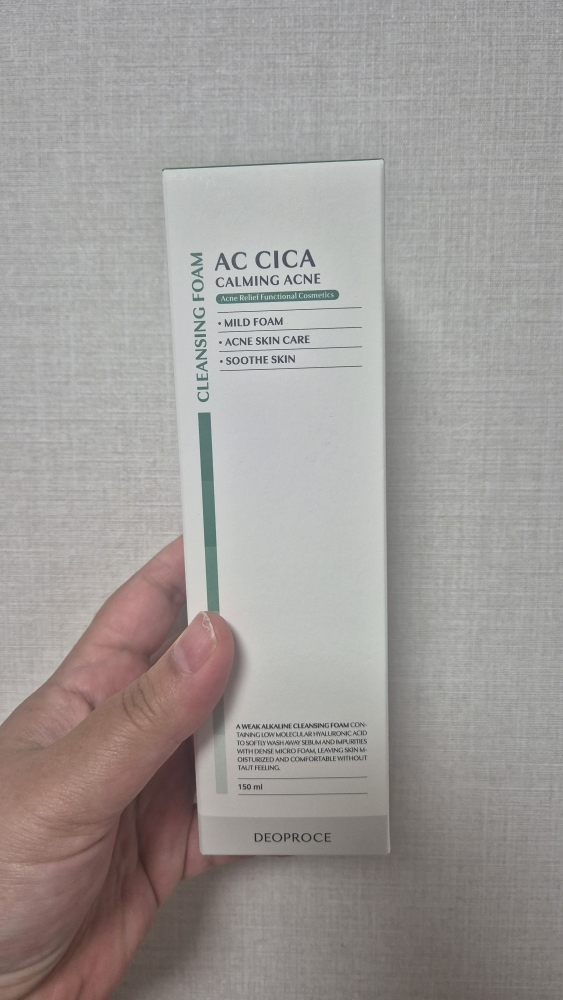 CLEANSING FOAM
AC CICA
CALMING ACNE
Acne Relief Functional Cosmetics
• MILD FOAM
• ACNE SKIN CARE
• SOOTHE SKIN
A WEAK ALKALINE CLEANSING FOAM CON-
TAINING LOW MOLECULAR HYALURONIC ACID
TO SOFTLY WASH AWAY SEBUM AND IMPURITIES
WITH DENSE MICRO FOAM, LEAVING SKIN M-
OISTURIZED AND COMFORTABLE WITHOUT
TAUT FEELING.
150 ml
DEOPROCE